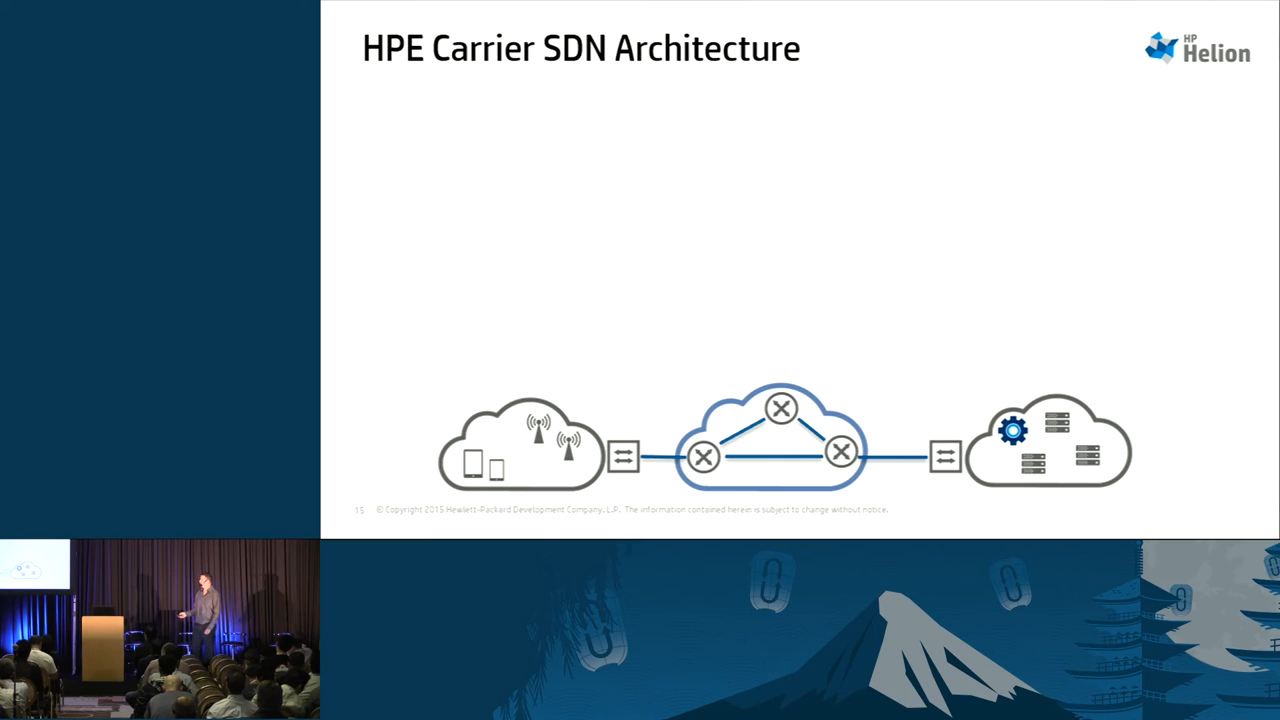 HPE Carrier SDN Architecture
HP
Helion
15 © Copyright 2015 Hewlett-Packard Development Company, L.P. The information contained herein is subject to change without notice.